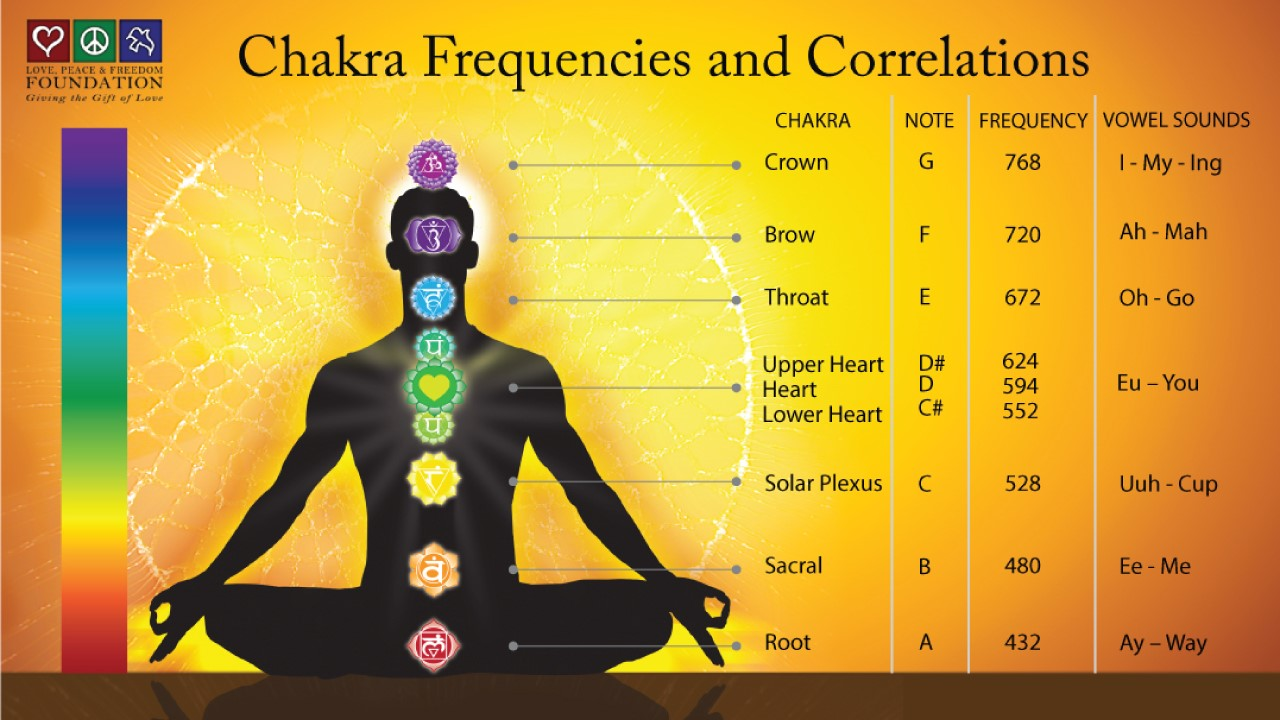 LOVE, PEACE & FREEDOM
FOUNDATION
Giving the Gift of Love
Chakra Frequencies and Correlations
CHAKRA NOTE FREQUENCY VOWEL SOUNDS
Crown G 768 I - My - Ing
Brow F 720 Ah - Mah
Throat E 672 Oh - Go
Upper Heart D# 624
Heart D 594 Eu – You
Lower Heart C# 552
Solar Plexus C 528 Uuh - Cup
Sacral B 480 Ee - Me
Root A 432 Ay – Way
ॐ
हं
पं
प
वं